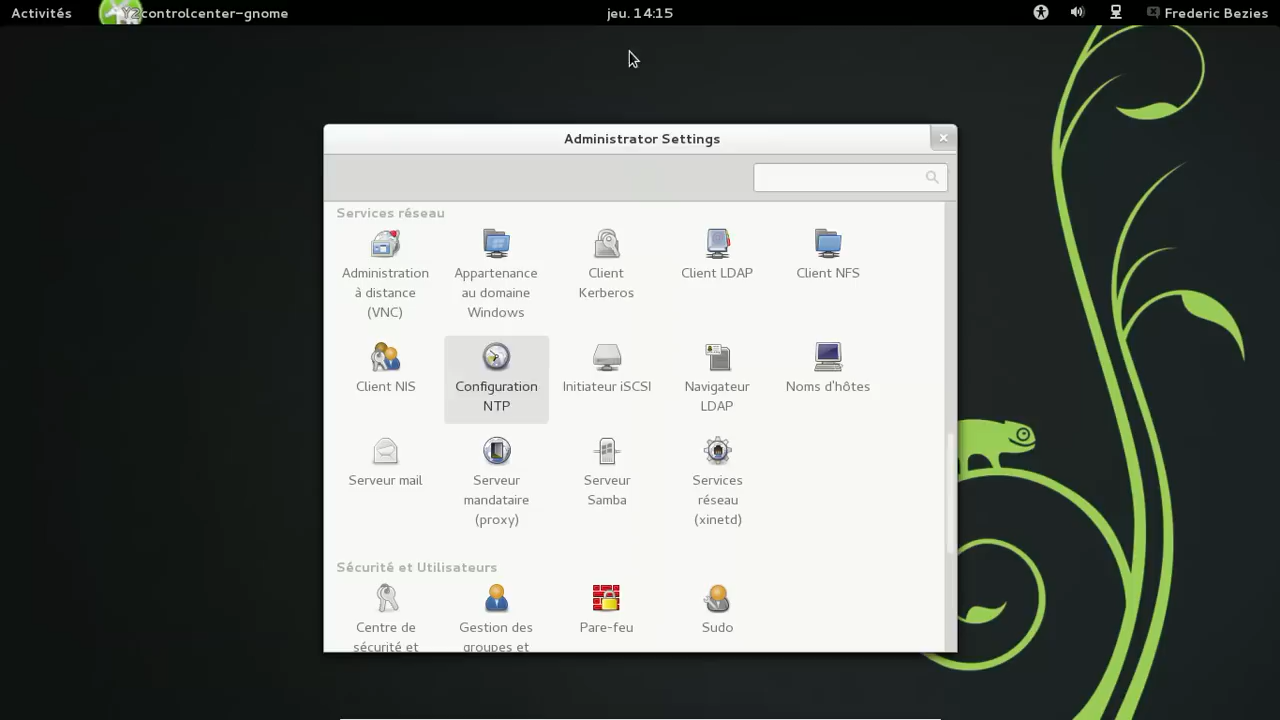 Activités
Y2controlcenter-gnome
jeu. 14:15
Frederic Bezies
Administrator Settings
Services réseau
Administration
à distance
(VNC)
Appartenance
au domaine
Windows
Client
Kerberos
Client LDAP
Client NFS
Client NIS
Configuration
NTP
Initiateur iSCSI
Navigateur
LDAP
Noms d'hôtes
Serveur mail
Serveur
mandataire
(proxy)
Serveur
Samba
Services
réseau
(xinetd)
Sécurité et Utilisateurs
Centre de
sécurité et
Gestion des
groupes et
Pare-feu
Sudo